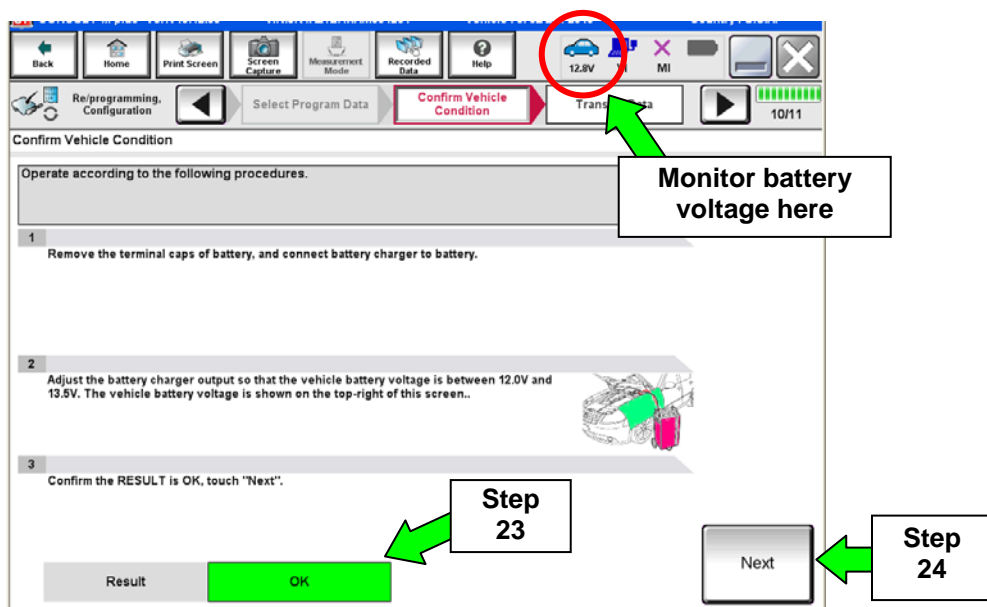 Back
Home
Print Screen
Screen
Capture
Measurement
Mode
Recorded
Data
Help
12.8V
VI
MI
Re/programming,
Configuration
Select Program Data
Confirm Vehicle
Condition
10/11
Confirm Vehicle Condition
Operate according to the following procedures.
Monitor battery
voltage here
1
Remove the terminal caps of battery, and connect battery charger to battery.
2
Adjust the battery charger output so that the vehicle battery voltage is between 12.0V and
13.5V. The vehicle battery voltage is shown on the top-right of this screen..
3
Confirm the RESULT is OK, touch "Next".
Step
23
Next
Step
24
Result
OK